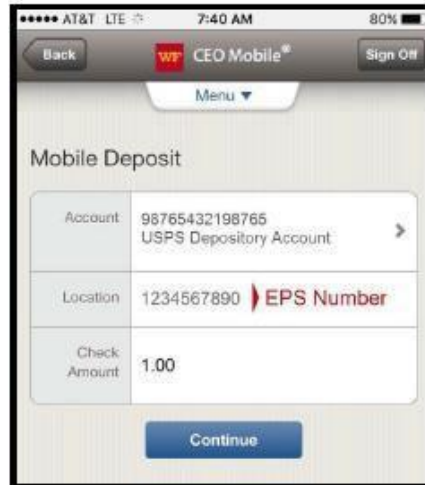 AT&T LTE 7:40 AM 80%
Back WF CEO Mobile® Sign Off
Menu ▼
Mobile Deposit
Account 98765432198765
USPS Depository Account
Location 1234567890 EPS Number
Check
Amount 1.00
Continue